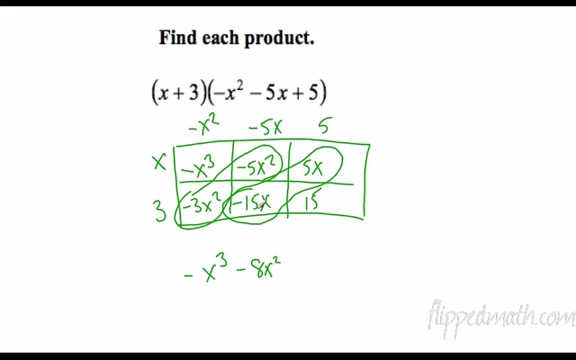 Find each product.
(x + 3)(−x² − 5x + 5)
-x² -5x 5
x -x³ -5x² 5x
3 -3x² -15x 15
- x³ - 8x²
flippedmath.com